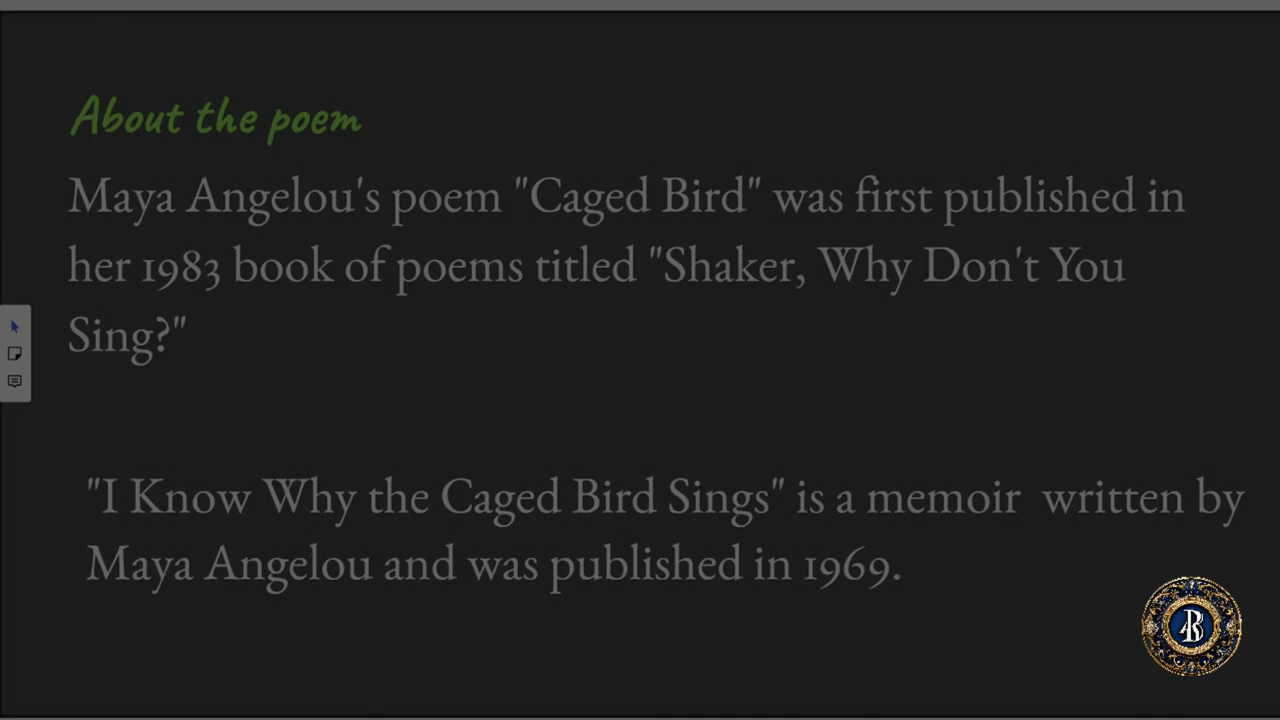 About the poem
Maya Angelou's poem "Caged Bird" was first published in
her 1983 book of poems titled "Shaker, Why Don't You
Sing?"
"I Know Why the Caged Bird Sings" is a memoir written by
Maya Angelou and was published in 1969.